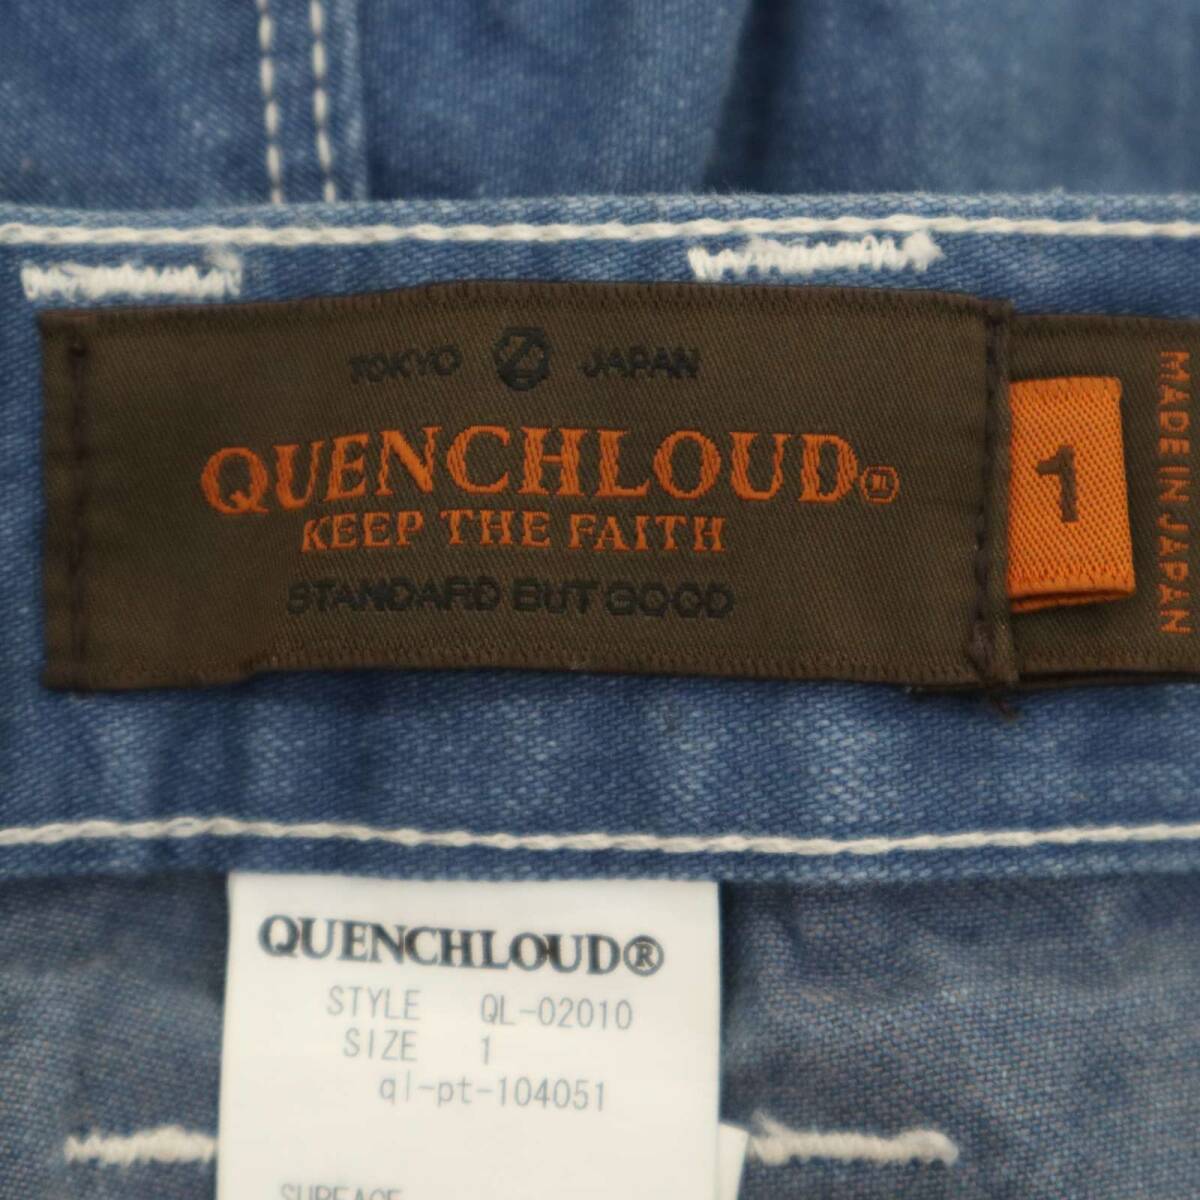 TOKYO JAPAN
QUENCHLOUD
KEEP THE FAITH
STANDARD BUT GOOD
1
MADE IN JAPAN
QUENCHLOUD®
STYLE QL-02010
SIZE 1
ql-pt-104051
SURFACE